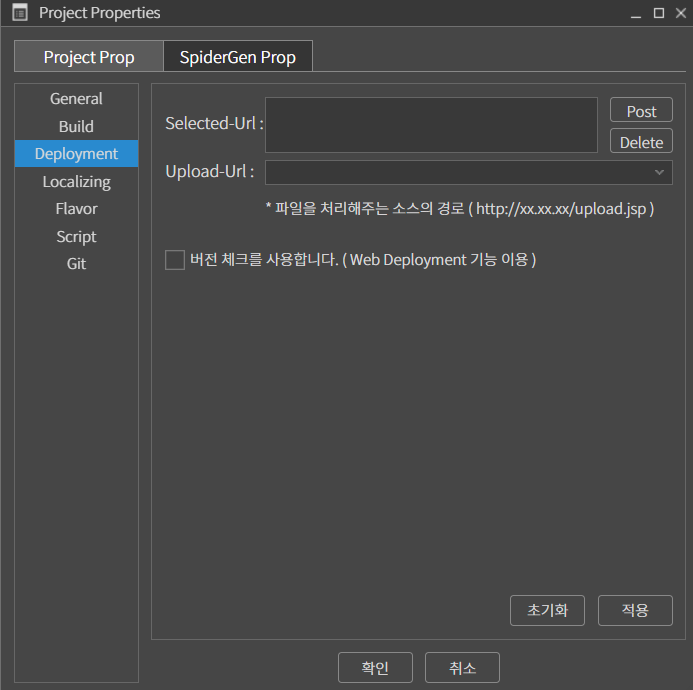 Project Properties
Project Prop
SpiderGen Prop
General
Build
Deployment
Localizing
Flavor
Script
Git
Selected-Url :
Post
Delete
Upload-Url :
* 파일을 처리해주는 소스의 경로 ( http://xx.xx.xx/upload.jsp )
버전 체크를 사용합니다. ( Web Deployment 기능 이용 )
초기화
적용
확인
취소